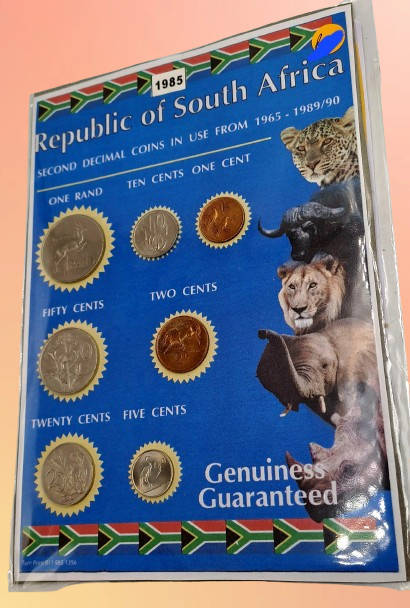 1985
Republic of South Africa
SECOND DECIMAL COINS IN USE FROM 1965 - 1989/90
ONE RAND TEN CENTS ONE CENT
FIFTY CENTS TWO CENTS
TWENTY CENTS FIVE CENTS
Genuineness
Guaranteed